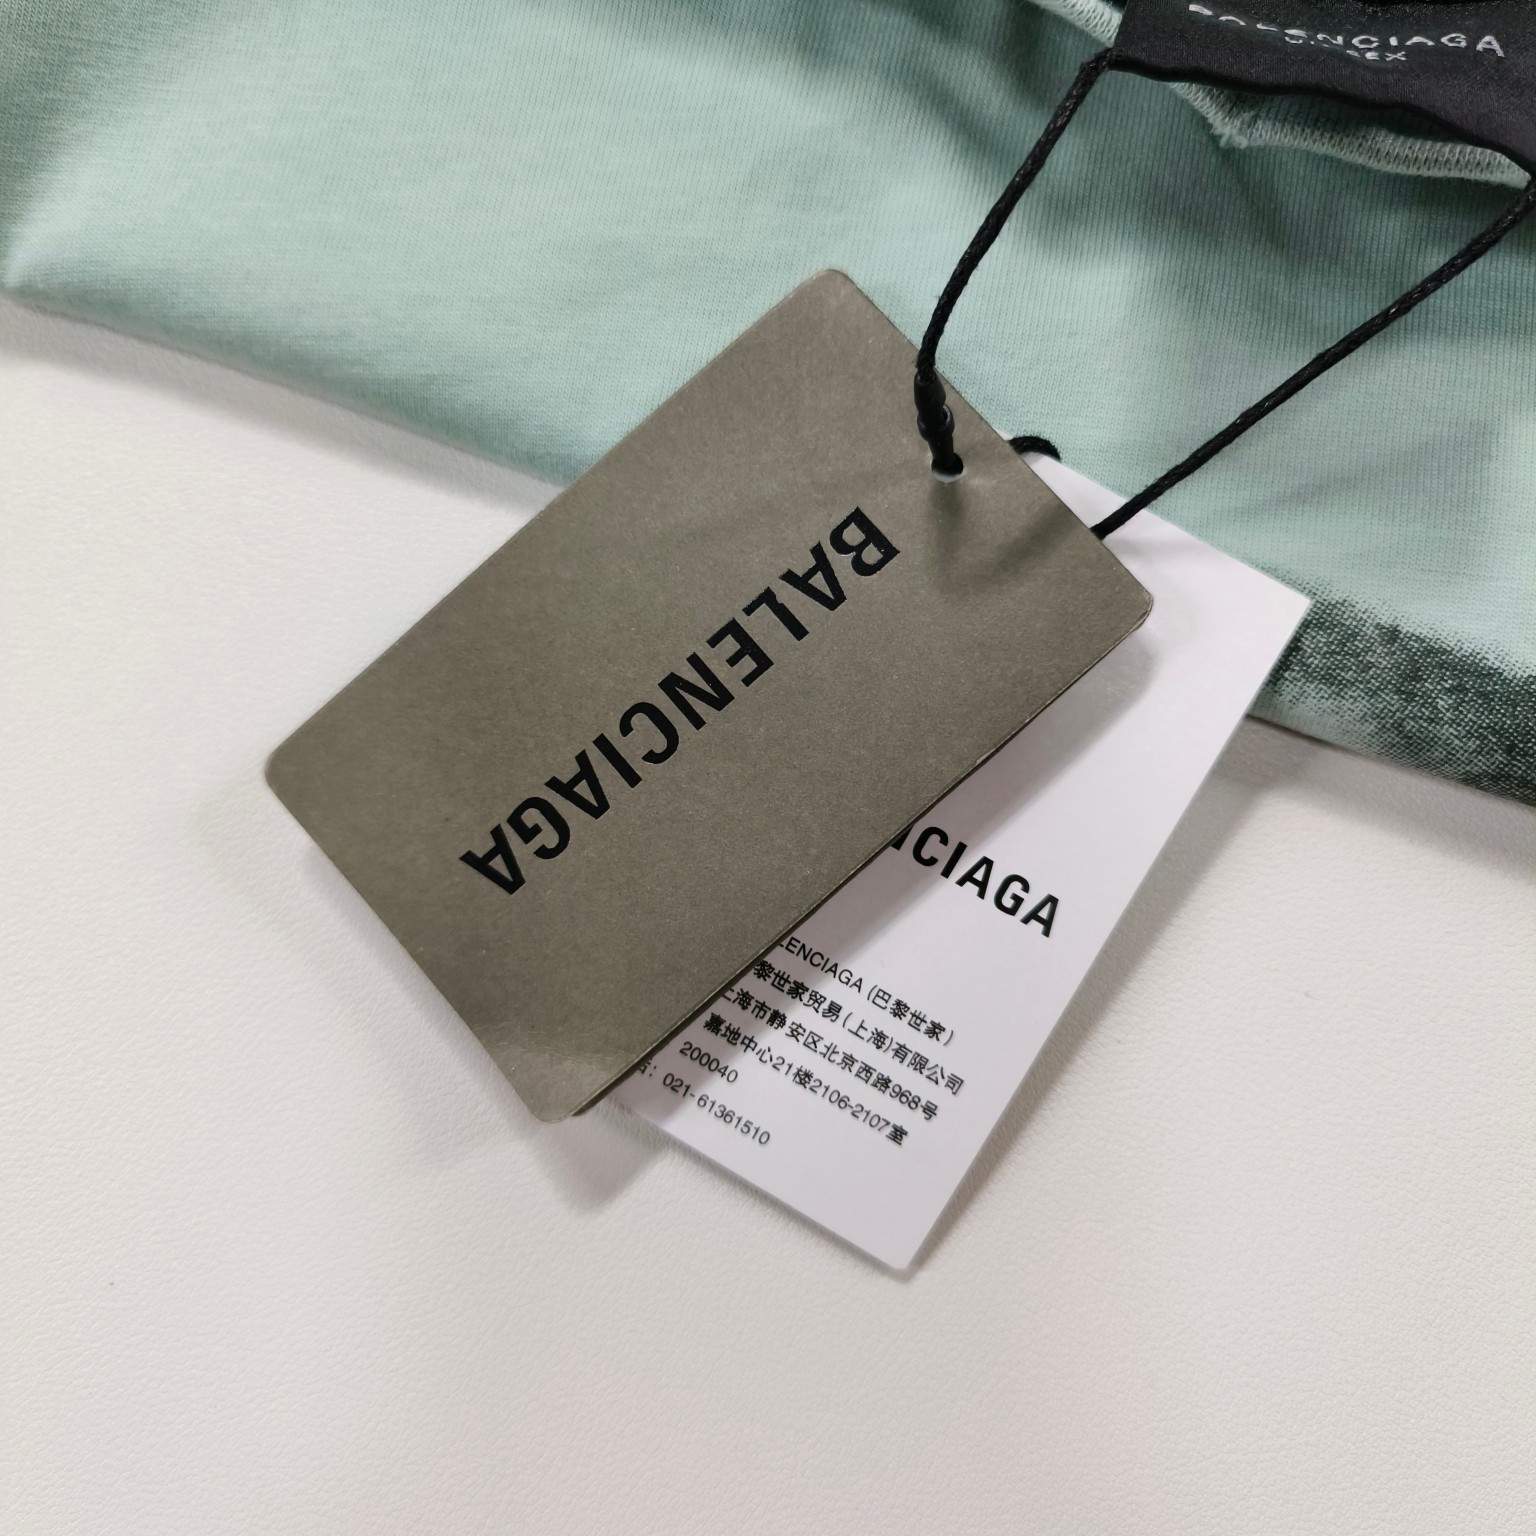 BALENCIAGA
BALENCIAGA
NCIAGA
LENCIAGA (巴黎世家)
黎世家贸易(上海)有限公司
上海市静安区北京西路968号
嘉地中心21楼2106-2107室
200040
话: 021-61361510